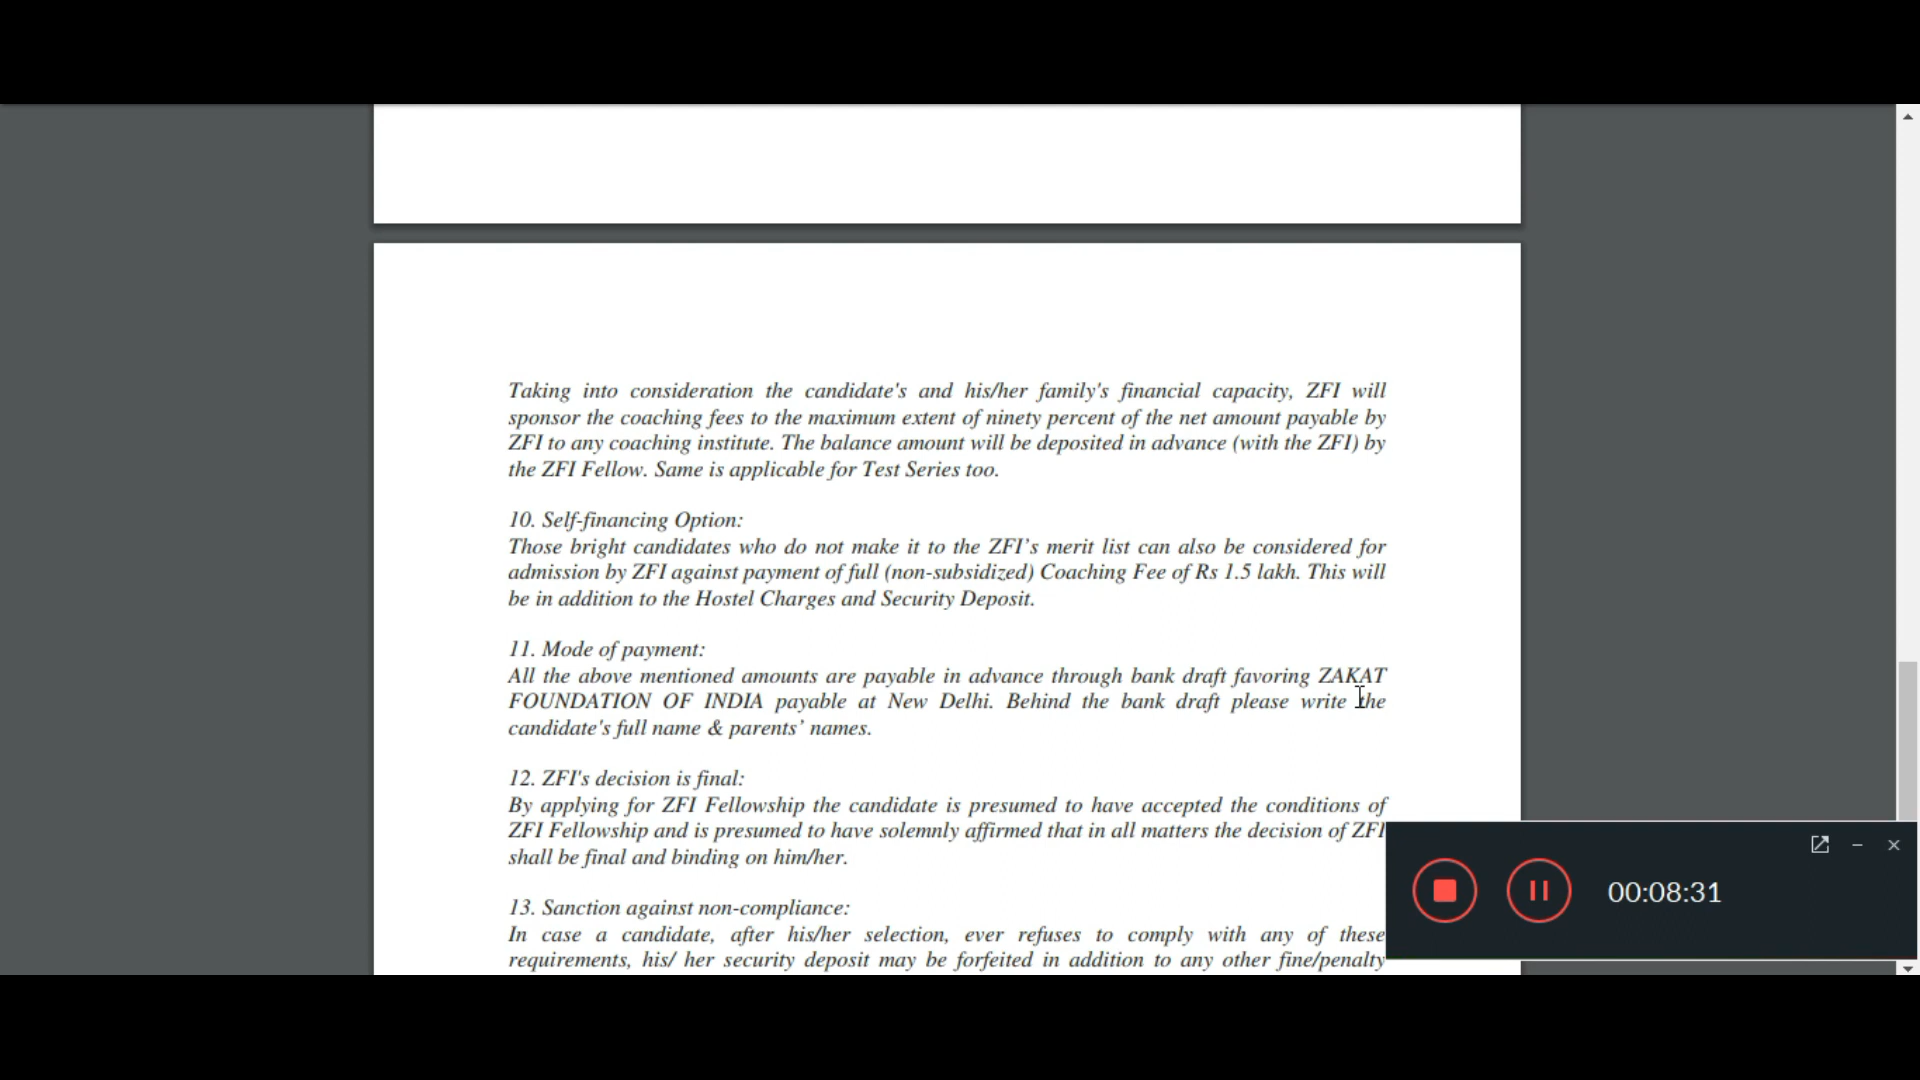 Taking into consideration the candidate's and his/her family's financial capacity, ZFI will
sponsor the coaching fees to the maximum extent of ninety percent of the net amount payable by
ZFI to any coaching institute. The balance amount will be deposited in advance (with the ZFI) by
the ZFI Fellow. Same is applicable for Test Series too.
10. Self-financing Option:
Those bright candidates who do not make it to the ZFI’s merit list can also be considered for
admission by ZFI against payment of full (non-subsidized) Coaching Fee of Rs 1.5 lakh. This will
be in addition to the Hostel Charges and Security Deposit.
11. Mode of payment:
All the above mentioned amounts are payable in advance through bank draft favoring ZAKAT
FOUNDATION OF INDIA payable at New Delhi. Behind the bank draft please write the
candidate's full name & parents’ names.
12. ZFI's decision is final:
By applying for ZFI Fellowship the candidate is presumed to have accepted the conditions of
ZFI Fellowship and is presumed to have solemnly affirmed that in all matters the decision of ZFI
shall be final and binding on him/her.
13. Sanction against non-compliance:
In case a candidate, after his/her selection, ever refuses to comply with any of these
requirements, his/ her security deposit may be forfeited in addition to any other fine/penalty
00:08:31